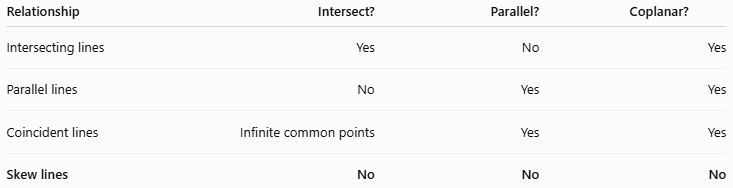 Relationship Intersect? Parallel? Coplanar?
Intersecting lines Yes No Yes
Parallel lines No Yes Yes
Coincident lines Infinite common points Yes Yes
Skew lines No No No